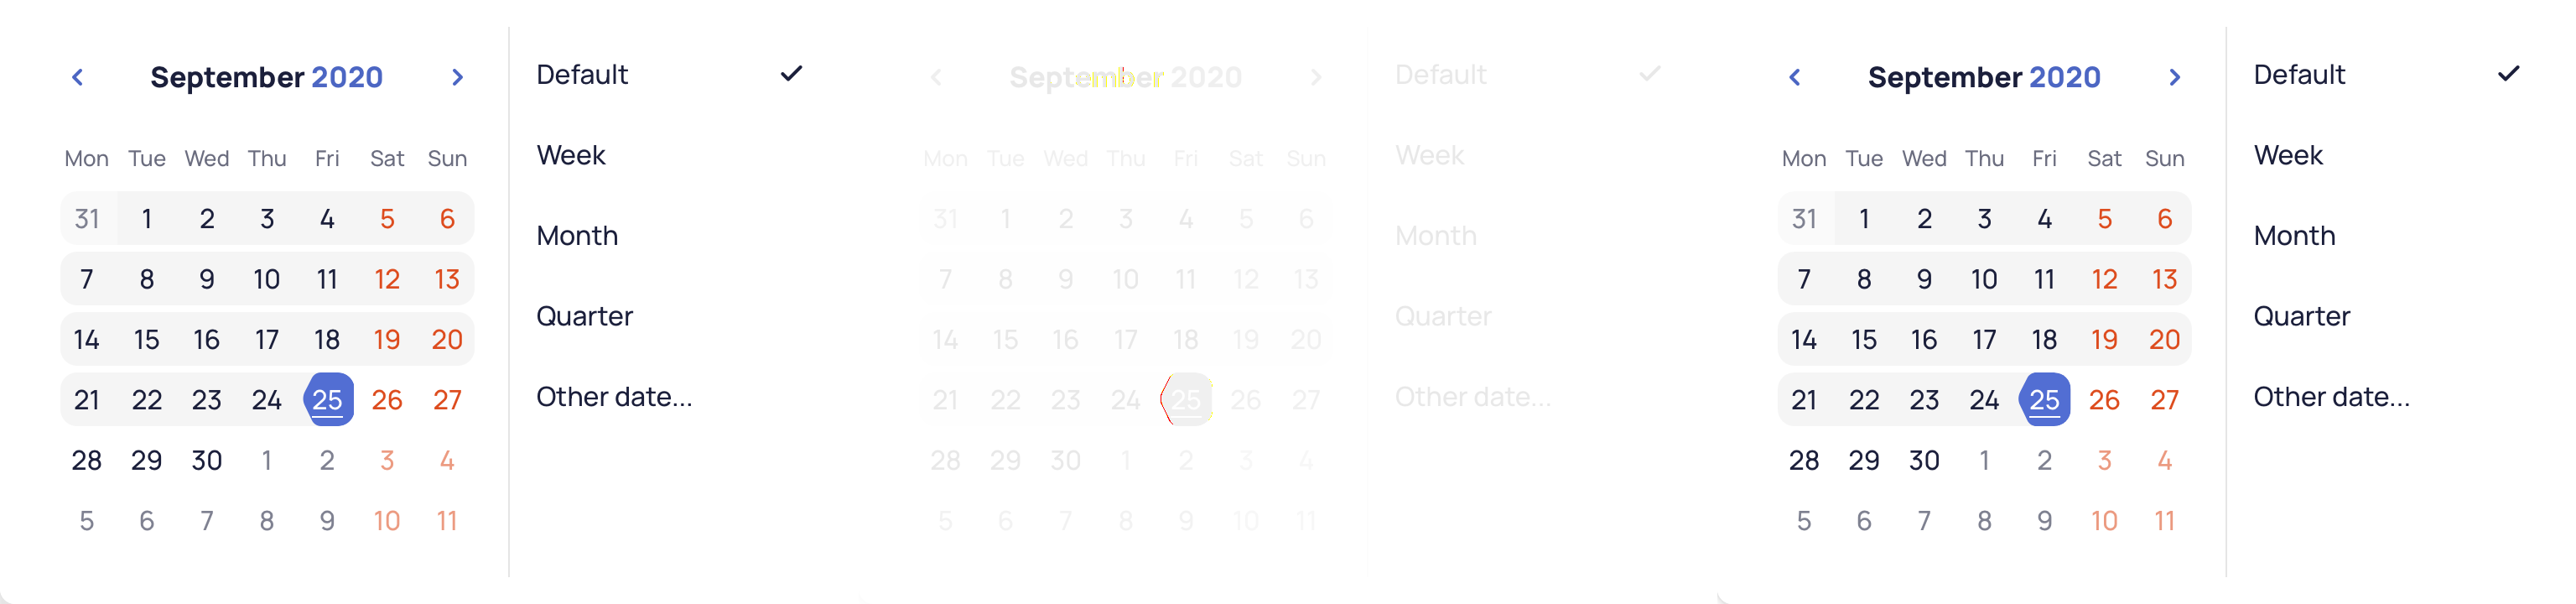 September 2020
Mon Tue Wed Thu Fri Sat Sun
31 1 2 3 4 5 6
7 8 9 10 11 12 13
14 15 16 17 18 19 20
21 22 23 24 25 26 27
28 29 30 1 2 3 4
5 6 7 8 9 10 11
Default
Week
Month
Quarter
Other date...
September 2020
Mon Tue Wed Thu Fri Sat Sun
31 1 2 3 4 5 6
7 8 9 10 11 12 13
14 15 16 17 18 19 20
21 22 23 24 25 26 27
28 29 30 1 2 3 4
5 6 7 8 9 10 11
Default
Week
Month
Quarter
Other date...
September 2020
Mon Tue Wed Thu Fri Sat Sun
31 1 2 3 4 5 6
7 8 9 10 11 12 13
14 15 16 17 18 19 20
21 22 23 24 25 26 27
28 29 30 1 2 3 4
5 6 7 8 9 10 11
Default
Week
Month
Quarter
Other date...